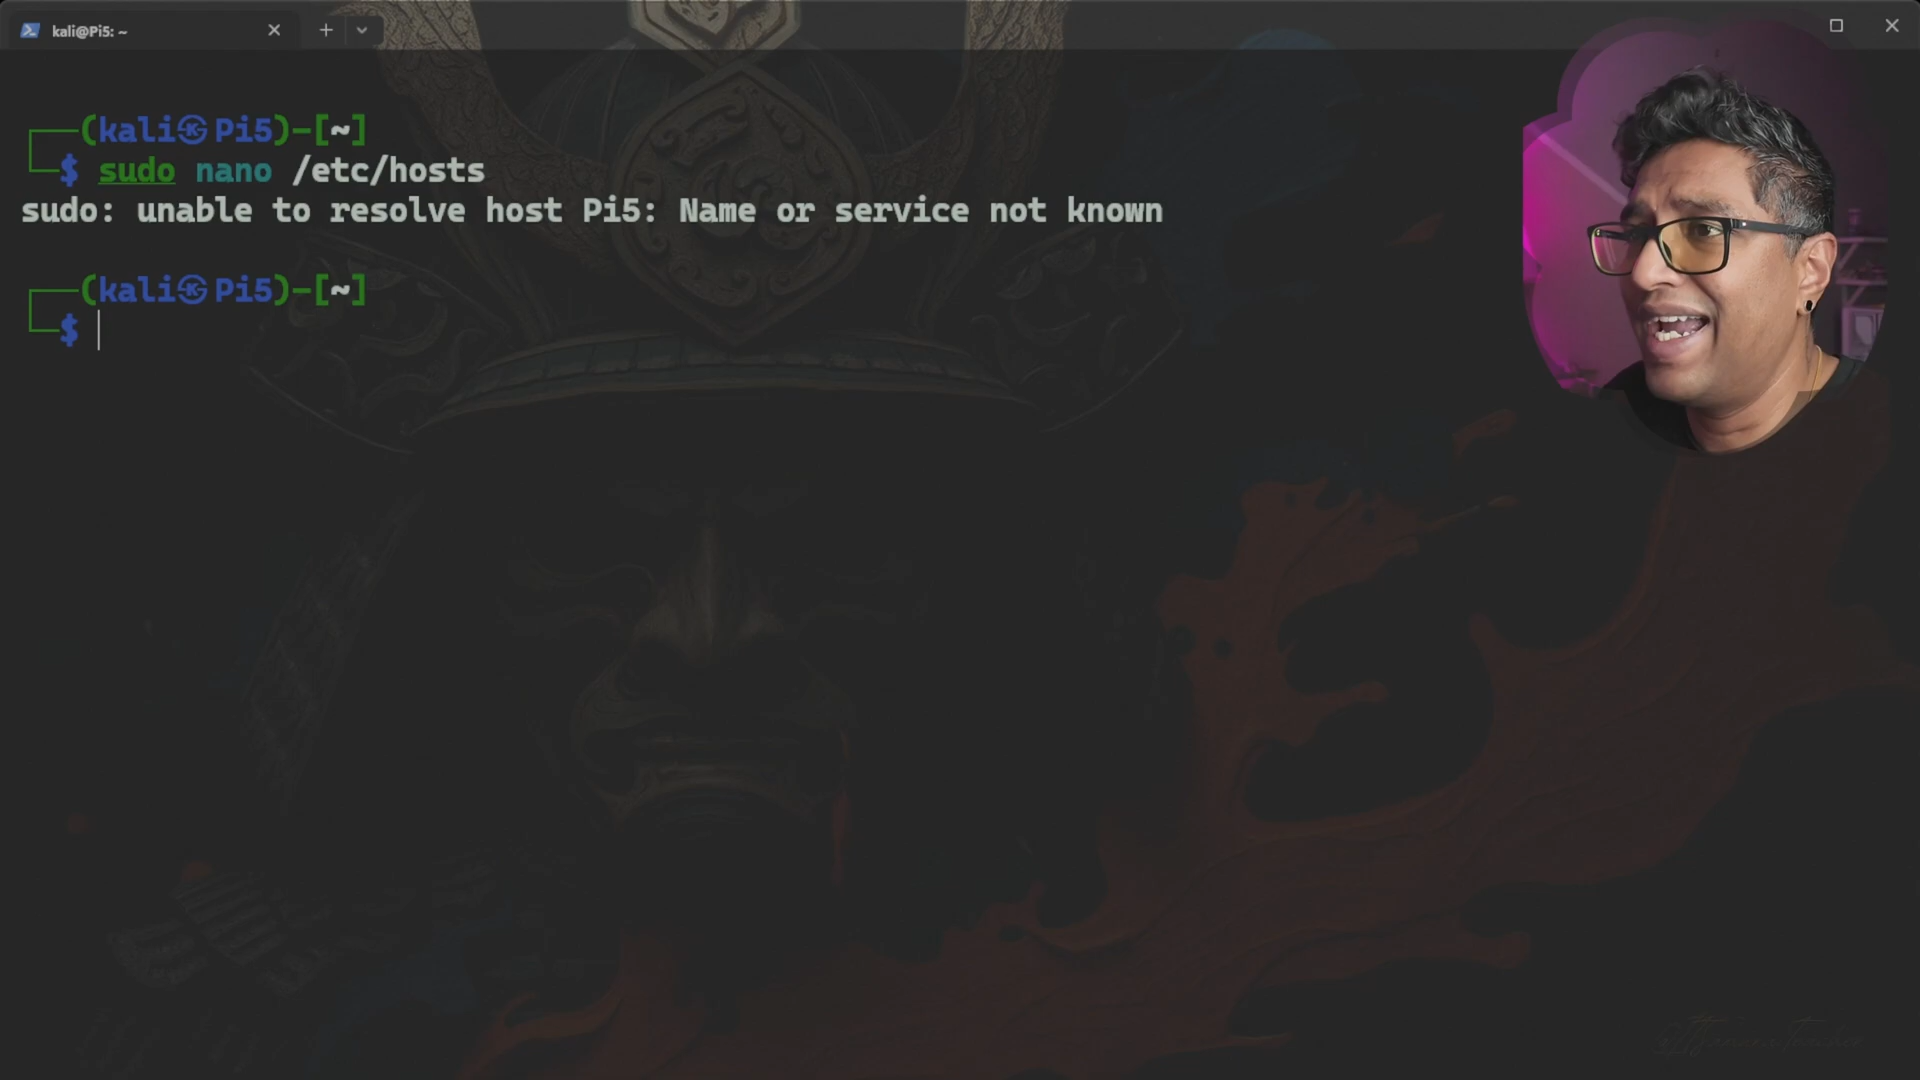 kali@Pi5: ~
(kali㉿Pi5)-[~]
$ sudo nano /etc/hosts
sudo: unable to resolve host Pi5: Name or service not known
(kali㉿Pi5)-[~]
$